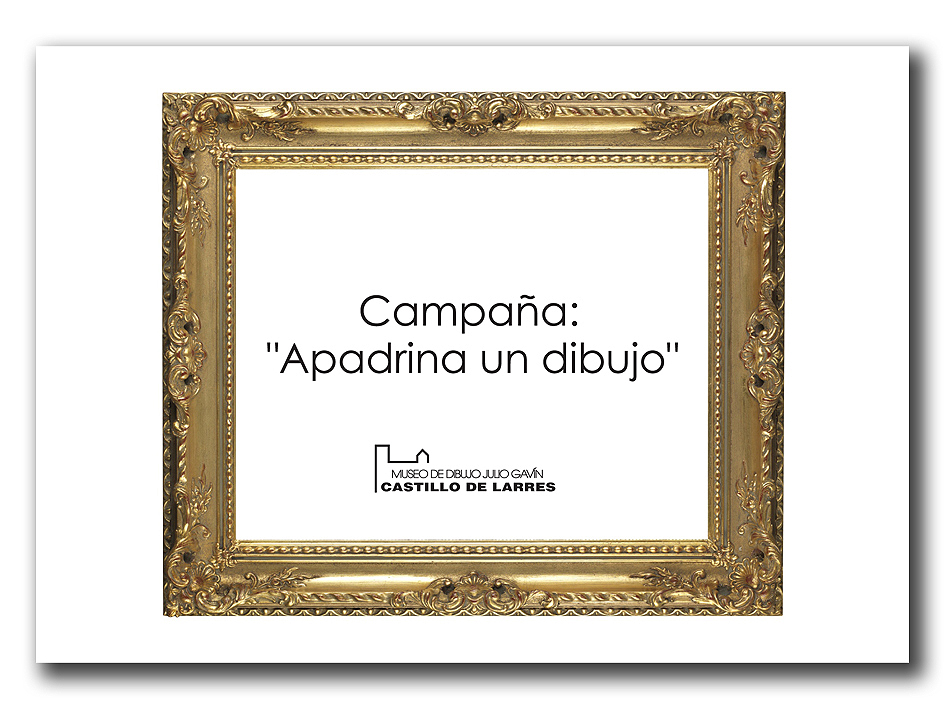 Campaña:
"Apadrina un dibujo"
MUSEO DE DIBUJO JULIO GAVÍN
CASTILLO DE LARRES